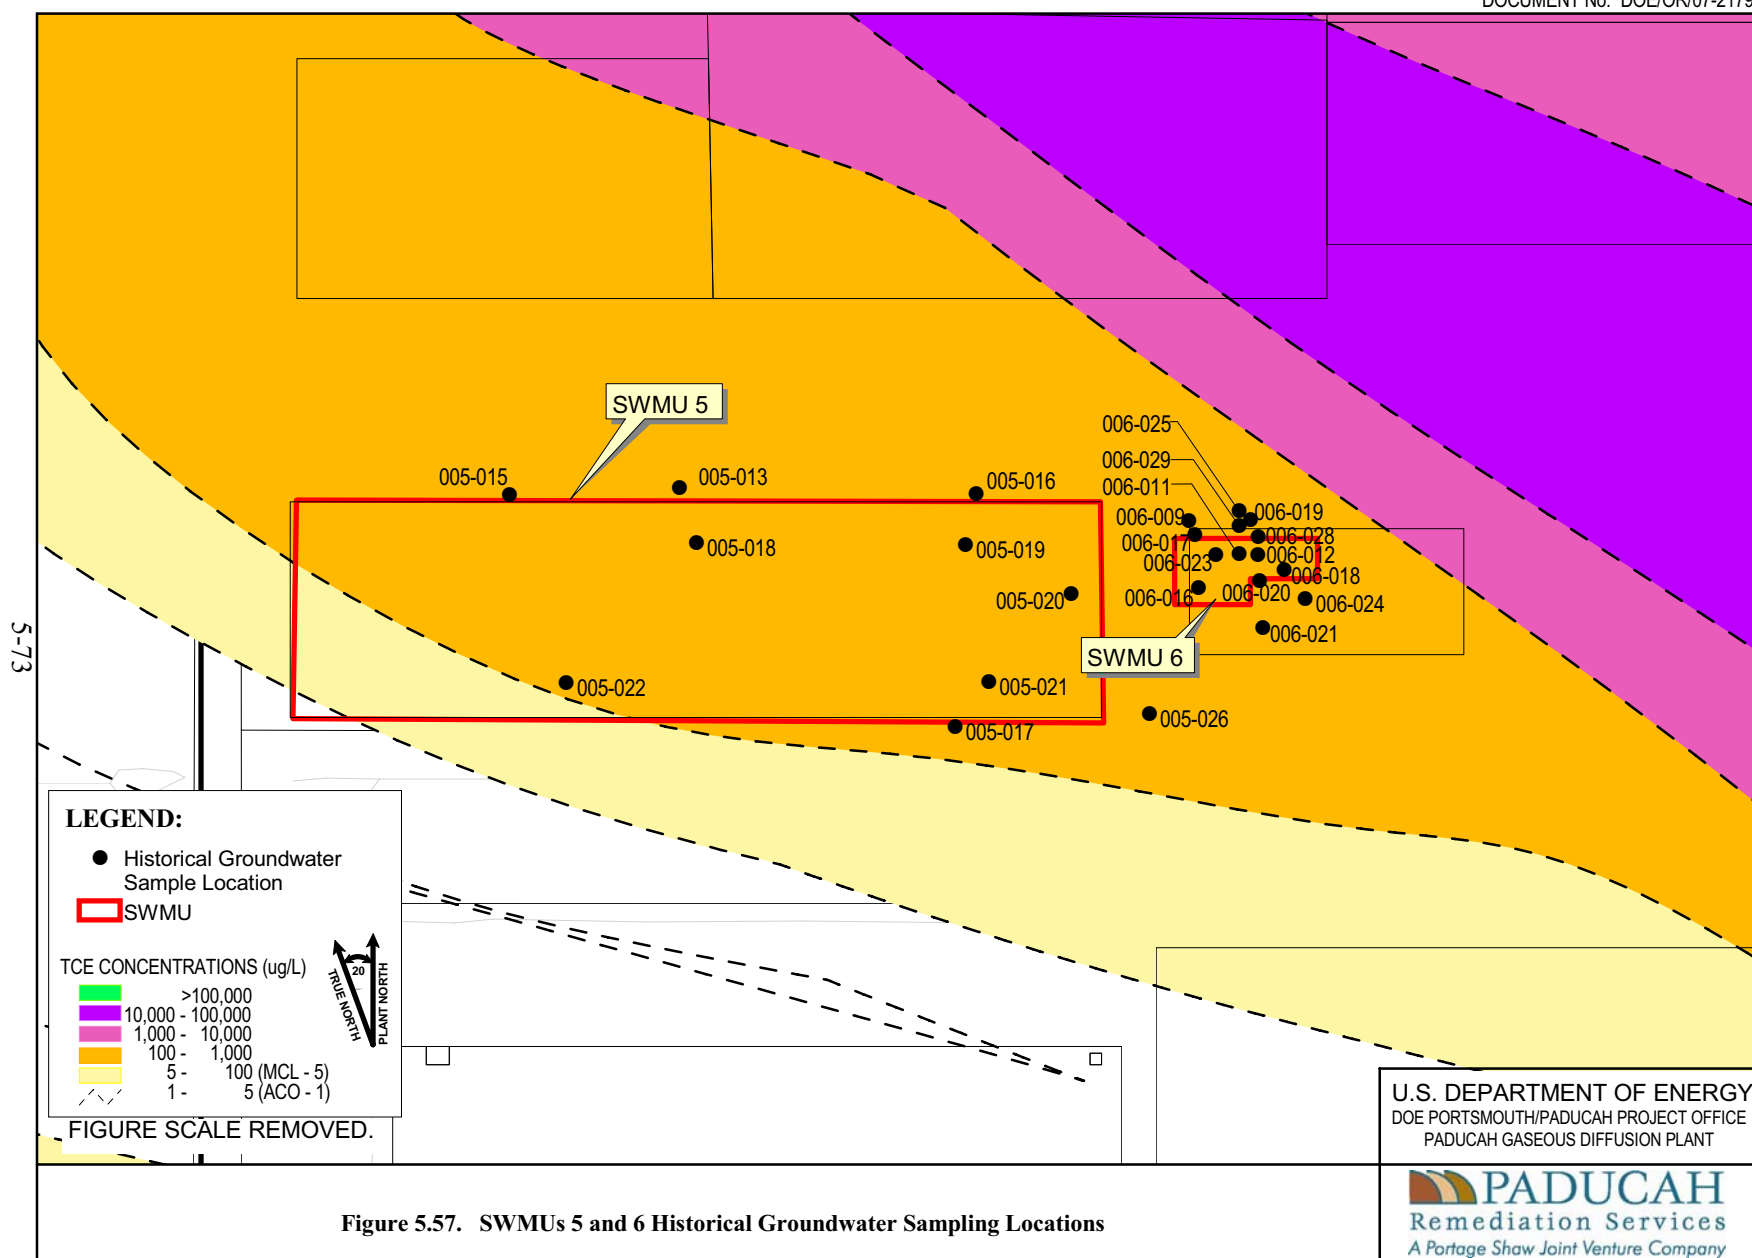 DOCUMENT No. DOE/OR/07-2179
SWMU 5
005-015
005-013
005-016
005-018
005-019
005-020
005-022
005-021
005-017
005-026
006-025
006-029
006-011
006-009
006-019
006-017
006-028
006-023
006-012
006-018
006-016
006-020
006-024
006-021
SWMU 6
5-73
LEGEND:
Historical Groundwater
Sample Location
SWMU
TCE CONCENTRATIONS (ug/L)
>100,000
10,000 - 100,000
1,000 - 10,000
100 - 1,000
5 - 100 (MCL - 5)
1 - 5 (ACO - 1)
20
TRUE NORTH
PLANT NORTH
FIGURE SCALE REMOVED.
U.S. DEPARTMENT OF ENERGY
DOE PORTSMOUTH/PADUCAH PROJECT OFFICE
PADUCAH GASEOUS DIFFUSION PLANT
PADUCAH
Remediation Services
A Portage Shaw Joint Venture Company
Figure 5.57. SWMUs 5 and 6 Historical Groundwater Sampling Locations